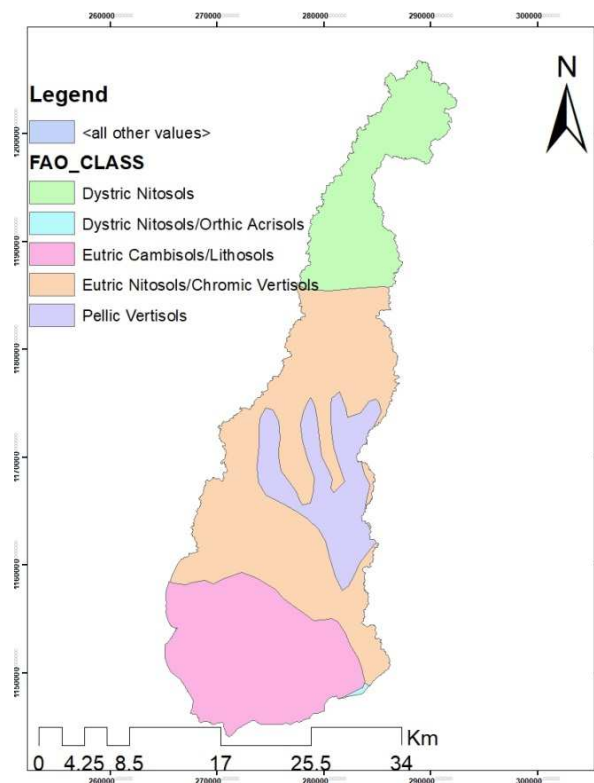 260000 270000 280000 290000 300000
N
Legend
<all other values>
FAO_CLASS
Dystric Nitosols
Dystric Nitosols/Orthic Acrisols
Eutric Cambisols/Lithosols
Eutric Nitosols/Chromic Vertisols
Pellic Vertisols
1200000
1190000
1180000
1170000
1160000
1150000
Km
0 4.25 8.5 17 25.5 34
260000 270000 280000 290000 300000